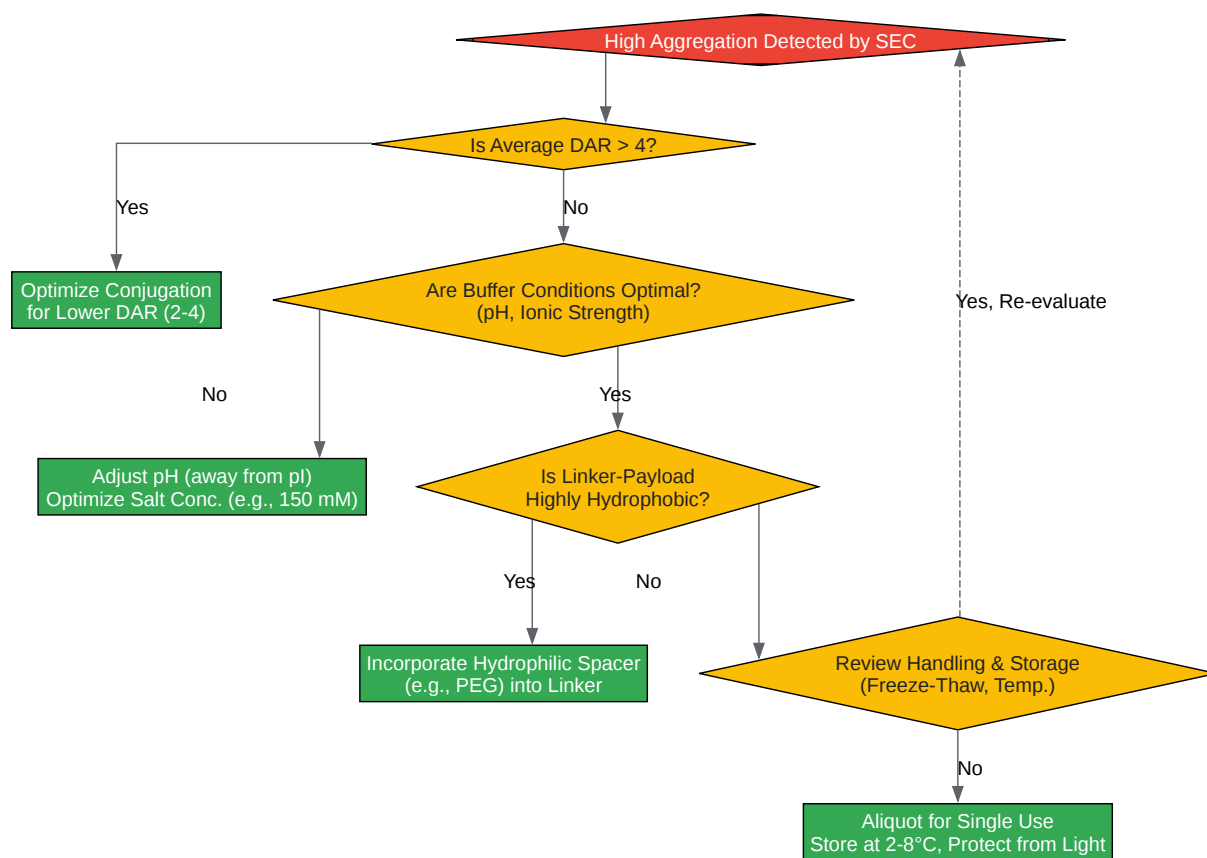 High Aggregation Detected by SEC
Is Average DAR > 4?
Yes
No
Optimize Conjugation
for Lower DAR (2-4)
Are Buffer Conditions Optimal?
(pH, Ionic Strength)
Yes, Re-evaluate
No
Yes
Adjust pH (away from pI)
Optimize Salt Conc. (e.g., 150 mM)
Is Linker-Payload
Highly Hydrophobic?
Yes
No
Incorporate Hydrophilic Spacer
(e.g., PEG) into Linker
Review Handling & Storage
(Freeze-Thaw, Temp.)
No
Aliquot for Single Use
Store at 2-8°C, Protect from Light